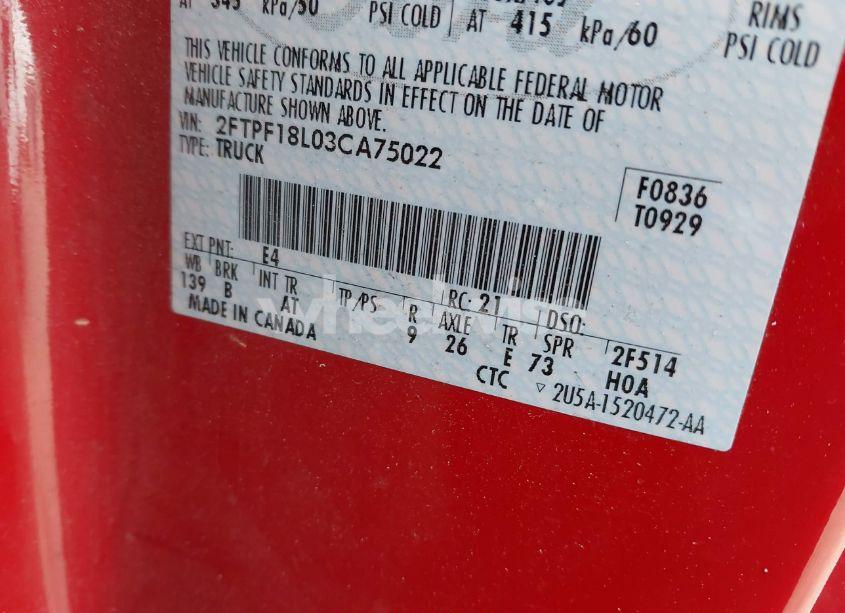 AT 345 kPa/50 PSI COLD AT 415 kPa/60 RIMS
PSI COLD
THIS VEHICLE CONFORMS TO ALL APPLICABLE FEDERAL MOTOR
VEHICLE SAFETY STANDARDS IN EFFECT ON THE DATE OF
MANUFACTURE SHOWN ABOVE.
VIN: 2FTPF18L03CA75022
TYPE: TRUCK
F0836
T0929
EXT PNT: E4 RC: 21 DSO:
WB BRK INT TR TP/PS R AXLE TR SPR 2F514
139 B AT 9 26 E 73 H0A
MADE IN CANADA
CTC ▽ 2U5A-1520472-AA